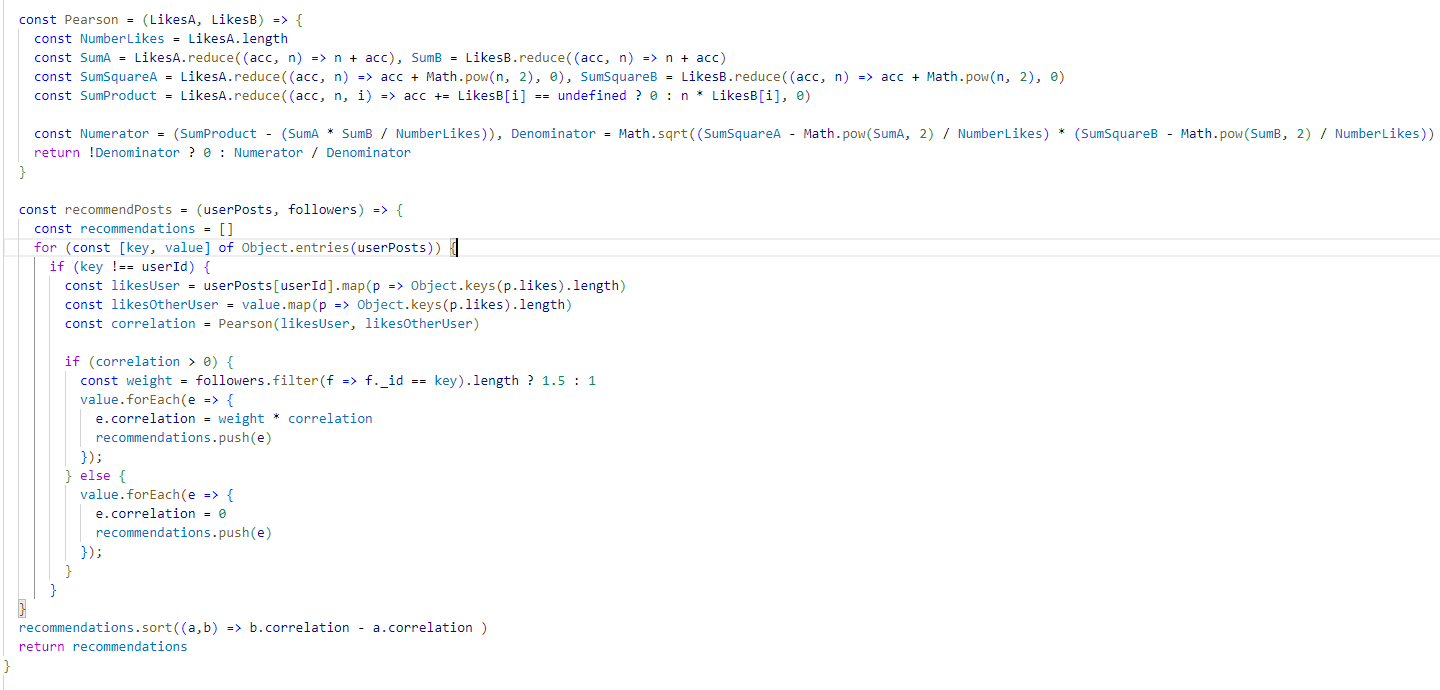 const Pearson = (LikesA, LikesB) => {
const NumberLikes = LikesA.length
const SumA = LikesA.reduce((acc, n) => n + acc), SumB = LikesB.reduce((acc, n) => n + acc)
const SumSquareA = LikesA.reduce((acc, n) => acc + Math.pow(n, 2), 0), SumSquareB = LikesB.reduce((acc, n) => acc + Math.pow(n, 2), 0)
const SumProduct = LikesA.reduce((acc, n, i) => acc += LikesB[i] == undefined ? 0 : n * LikesB[i], 0)
const Numerator = (SumProduct - (SumA * SumB / NumberLikes)), Denominator = Math.sqrt((SumSquareA - Math.pow(SumA, 2) / NumberLikes) * (SumSquareB - Math.pow(SumB, 2) / NumberLikes))
return !Denominator ? 0 : Numerator / Denominator
}
const recommendPosts = (userPosts, followers) => {
const recommendations = []
for (const [key, value] of Object.entries(userPosts)) {
if (key !== userId) {
const likesUser = userPosts[userId].map(p => Object.keys(p.likes).length)
const likesOtherUser = value.map(p => Object.keys(p.likes).length)
const correlation = Pearson(likesUser, likesOtherUser)
if (correlation > 0) {
const weight = followers.filter(f => f._id == key).length ? 1.5 : 1
value.forEach(e => {
e.correlation = weight * correlation
recommendations.push(e)
});
} else {
value.forEach(e => {
e.correlation = 0
recommendations.push(e)
});
}
}
}
recommendations.sort((a,b) => b.correlation - a.correlation )
return recommendations
}